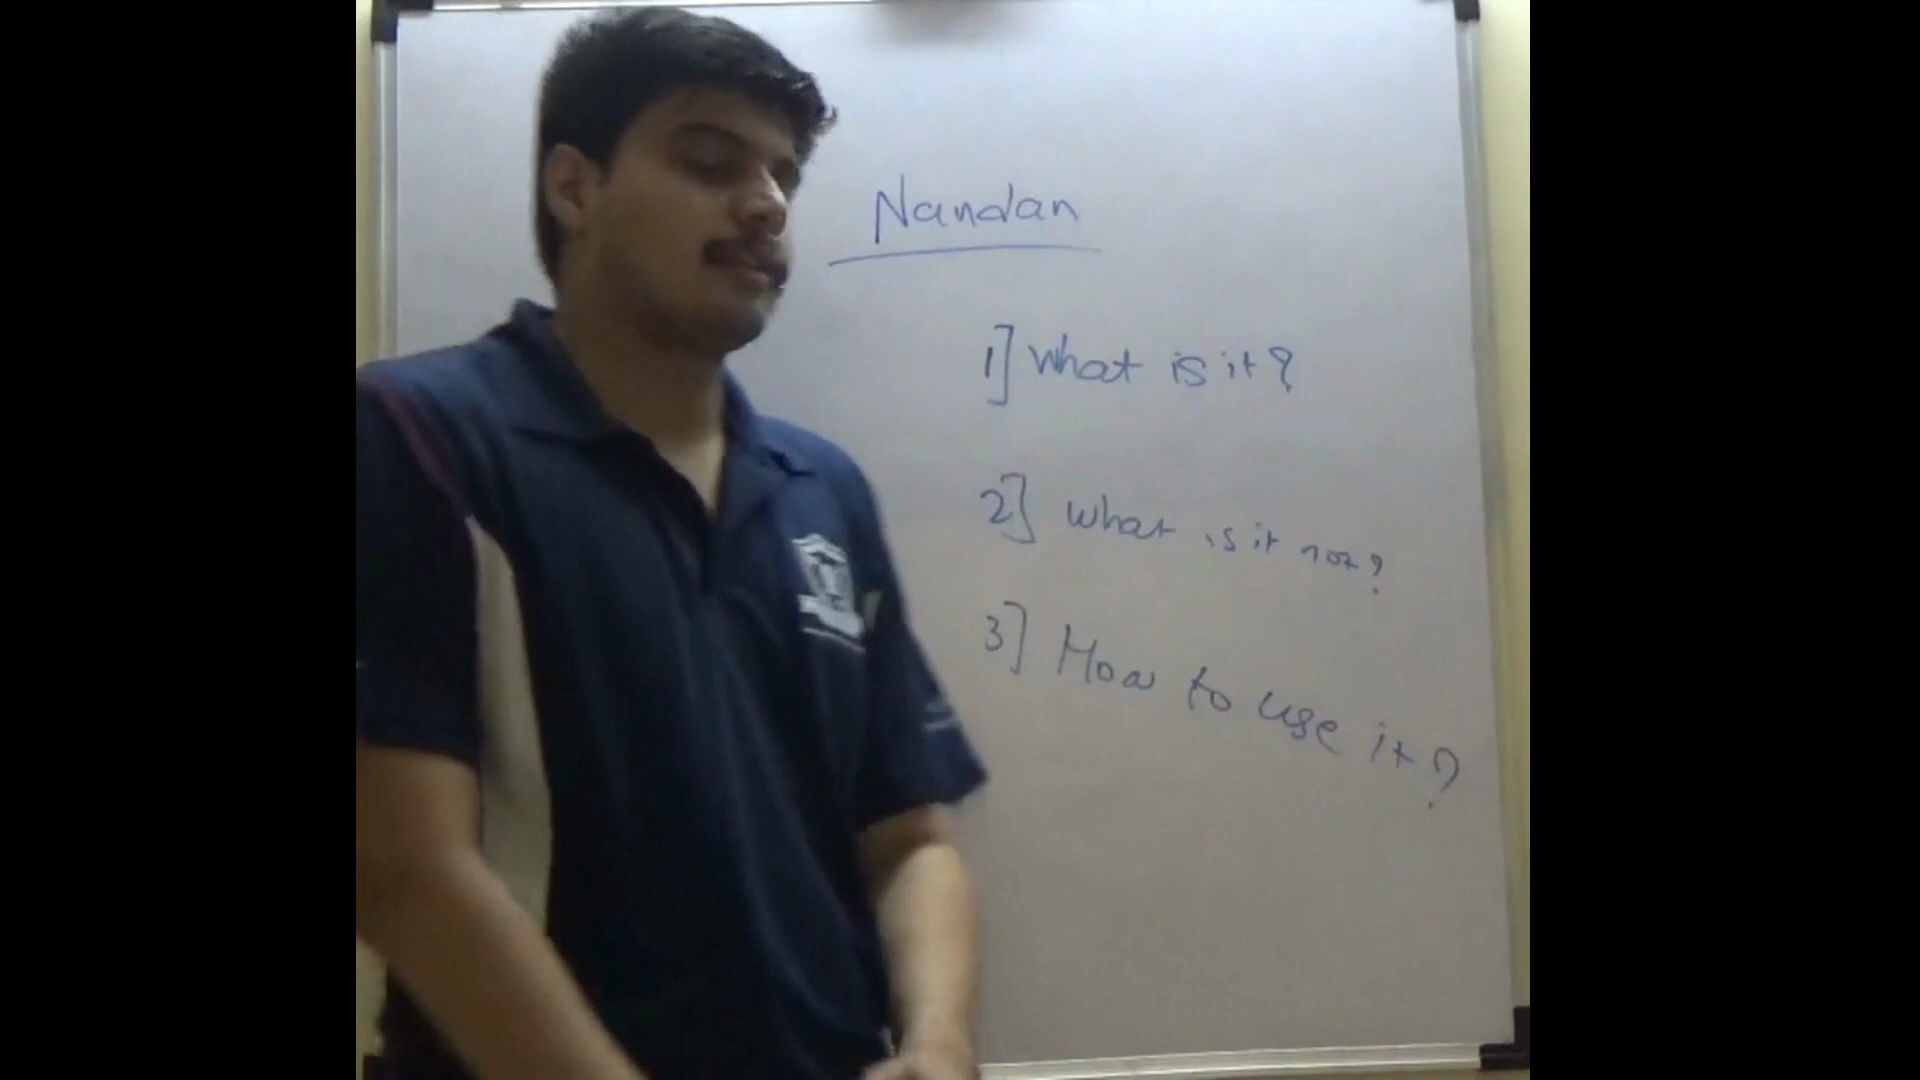 Nandan
1] What is it?
2] What is it not?
3] How to use it?